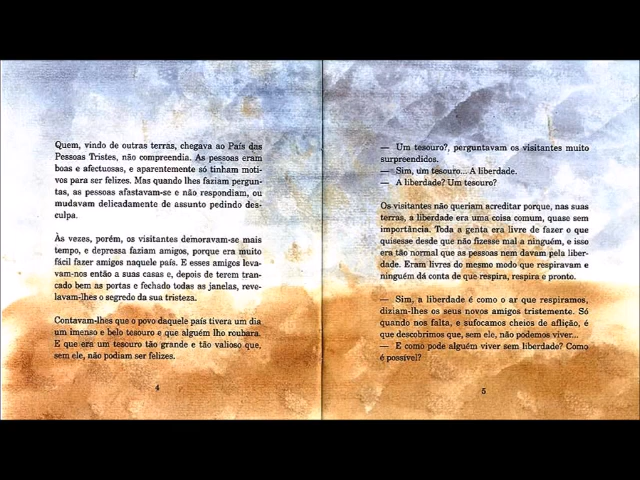 Quem, vindo de outras terras, chegava ao País das
Pessoas Tristes, não compreendia. As pessoas eram
boas e afectuosas, e aparentemente só tinham moti-
vos para ser felizes. Mas quando lhes faziam pergun-
tas, as pessoas afastavam-se e não respondiam, ou
mudavam delicadamente de assunto pedindo des-
culpa.
Às vezes, porém, os visitantes demoravam-se mais
tempo, e depressa faziam amigos, porque era muito
fácil fazer amigos naquele país. E esses amigos leva-
vam-nos então a suas casas e, depois de terem tran-
cado bem as portas e fechado todas as janelas, reve-
lavam-lhes o segredo da sua tristeza.
Contavam-lhes que o povo daquele país tivera um dia
um imenso e belo tesouro e que alguém lho roubara.
E que era um tesouro tão grande e tão valioso que,
sem ele, não podiam ser felizes.
4
— Um tesouro?, perguntavam os visitantes muito
surpreendidos.
— Sim, um tesouro... A liberdade.
— A liberdade? Um tesouro?
Os visitantes não queriam acreditar porque, nas suas
terras, a liberdade era uma coisa comum, quase sem
importância. Toda a genta era livre de fazer o que
quisesse desde que não fizesse mal a ninguém, e isso
era tão normal que as pessoas nem davam pela liber-
dade. Eram livres do mesmo modo que respiravam e
ninguém dá conta de que respira, respira e pronto.
— Sim, a liberdade é como o ar que respiramos,
diziam-lhes os seus novos amigos tristemente. Só
quando nos falta, e sufocamos cheios de aflição, é
que descobrimos que, sem ele, não podemos viver...
— E como pode alguém viver sem liberdade? Como
é possível?
5